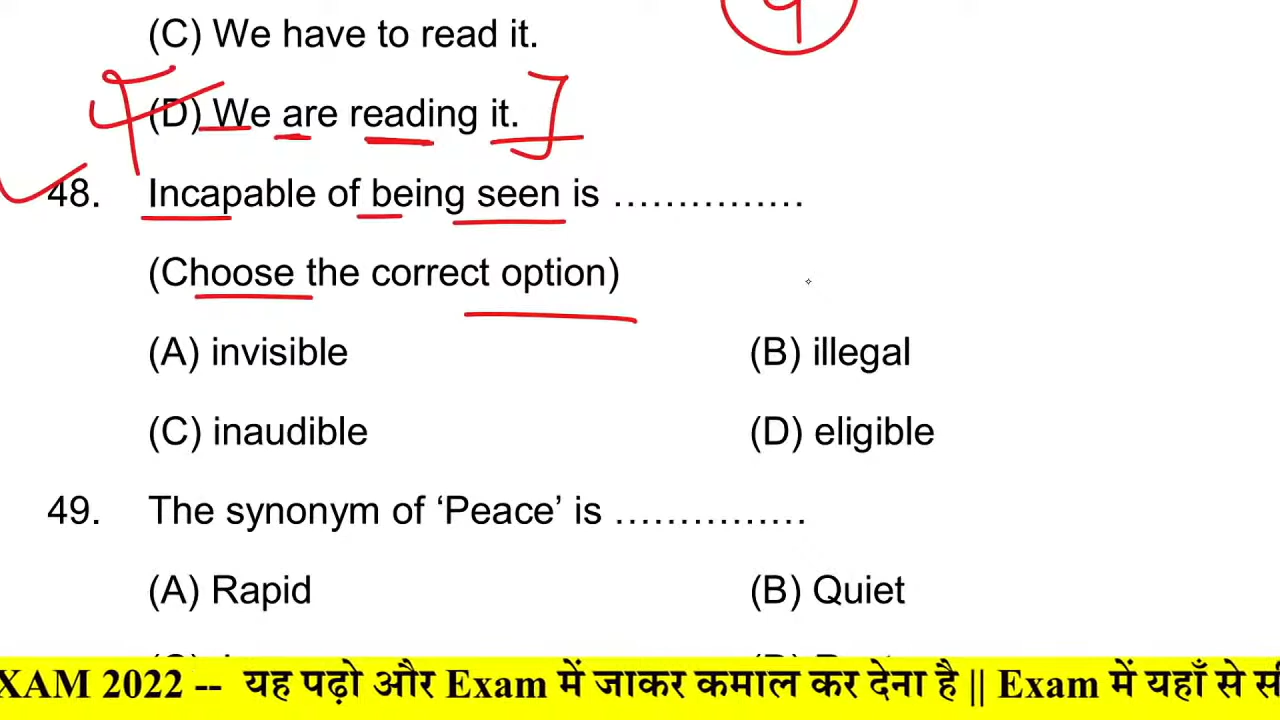 (C) We have to read it.
(D) We are reading it.
48. Incapable of being seen is ……………
(Choose the correct option)
(A) invisible (B) illegal
(C) inaudible (D) eligible
49. The synonym of ‘Peace’ is ……………
(A) Rapid (B) Quiet
XAM 2022 -- यह पढ़ो और Exam में जाकर कमाल कर देना है || Exam में यहाँ से